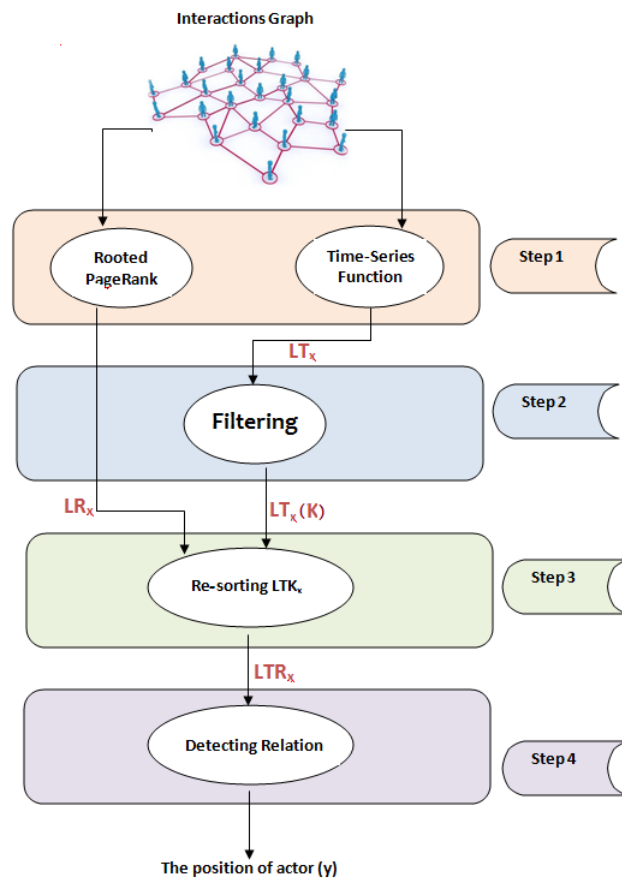 Interactions Graph
Rooted
PageRank
Time-Series
Function
Step 1
LTₓ
Filtering
Step 2
LRₓ
LTₓ(K)
Re-sorting LTKₓ
Step 3
LTRₓ
Detecting Relation
Step 4
The position of actor (y)